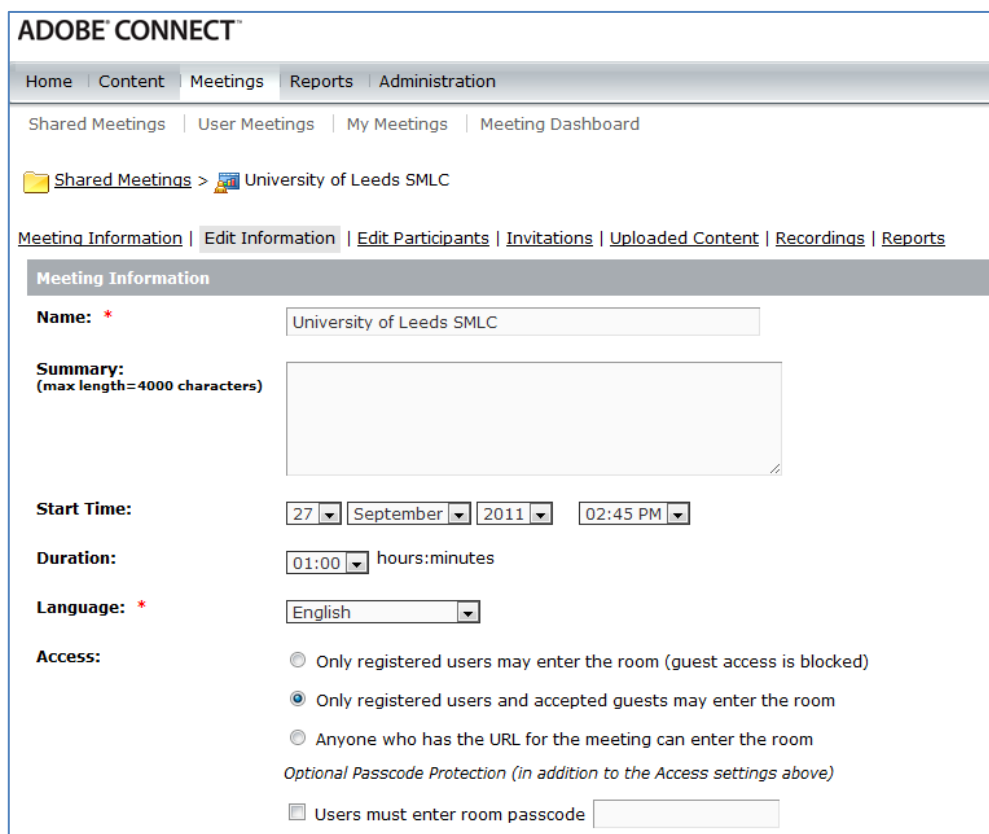 ADOBE® CONNECT™
Home | Content | Meetings | Reports | Administration
Shared Meetings | User Meetings | My Meetings | Meeting Dashboard
Shared Meetings > University of Leeds SMLC
Meeting Information | Edit Information | Edit Participants | Invitations | Uploaded Content | Recordings | Reports
Meeting Information
Name: * University of Leeds SMLC
Summary:
(max length=4000 characters)
Start Time: 27 September 2011 02:45 PM
Duration: 01:00 hours:minutes
Language: * English
Access: Only registered users may enter the room (guest access is blocked)
Only registered users and accepted guests may enter the room
Anyone who has the URL for the meeting can enter the room
Optional Passcode Protection (in addition to the Access settings above)
Users must enter room passcode